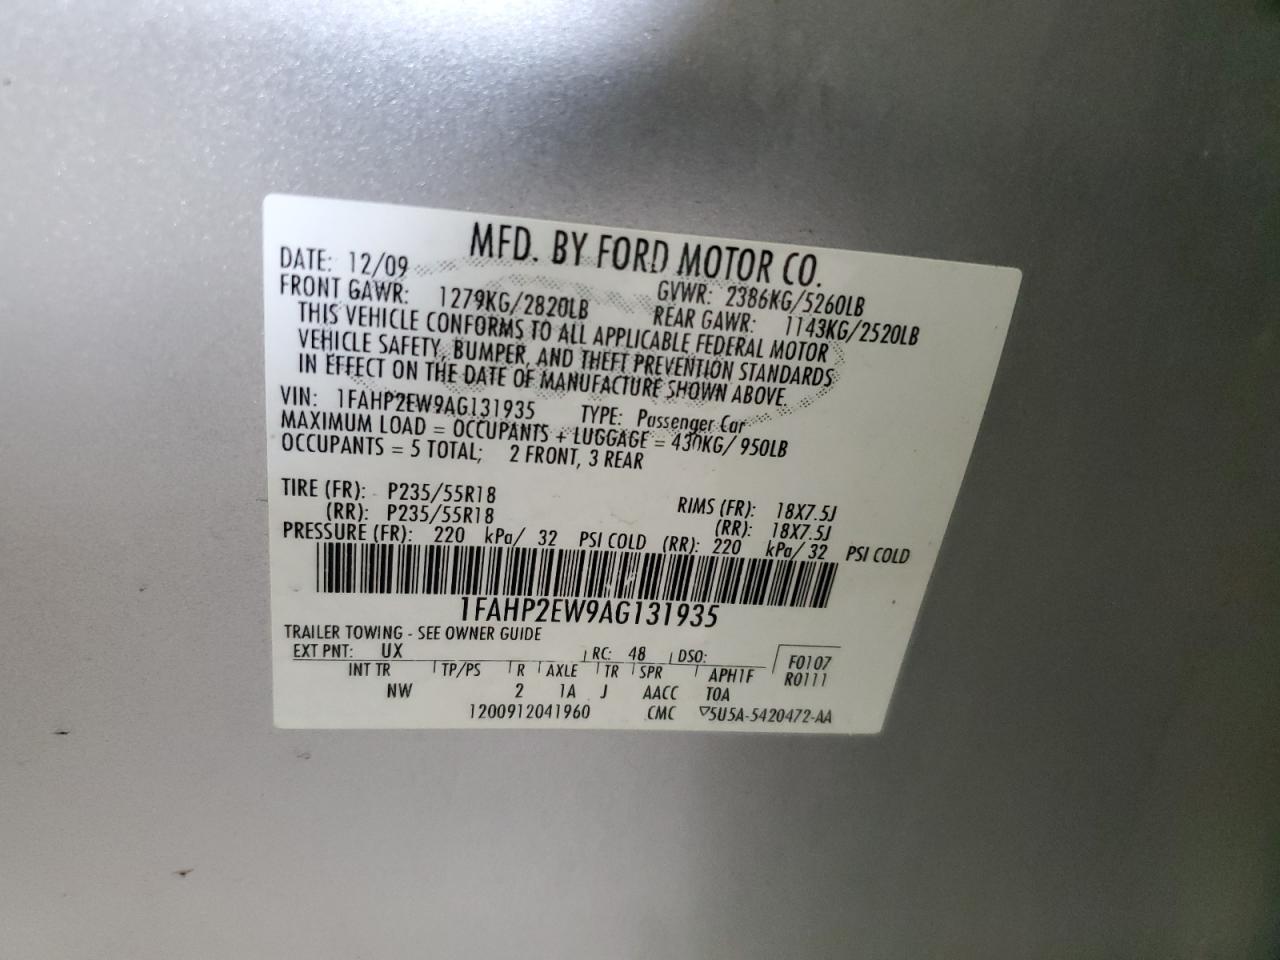 MFD. BY FORD MOTOR CO.
DATE: 12/09 GVWR: 2386KG/5260LB
FRONT GAWR: 1279KG/2820LB REAR GAWR: 1143KG/2520LB
THIS VEHICLE CONFORMS TO ALL APPLICABLE FEDERAL MOTOR
VEHICLE SAFETY, BUMPER, AND THEFT PREVENTION STANDARDS
IN EFFECT ON THE DATE OF MANUFACTURE SHOWN ABOVE.
VIN: 1FAHP2EW9AG131935 TYPE: Passenger Car
MAXIMUM LOAD = OCCUPANTS + LUGGAGE = 430KG/ 950LB
OCCUPANTS = 5 TOTAL; 2 FRONT, 3 REAR
TIRE (FR): P235/55R18 RIMS (FR): 18X7.5J
(RR): P235/55R18 (RR): 18X7.5J
PRESSURE (FR): 220 kPa/ 32 PSI COLD (RR): 220 kPa/ 32 PSI COLD
1FAHP2EW9AG131935
TRAILER TOWING - SEE OWNER GUIDE
EXT PNT: UX RC: 48 DSO: F0107
INT TR TP/PS R AXLE TR SPR APH1F R0111
NW 2 1A J AACC TOA
1200912041960 CMC ▽5U5A-5420472-AA